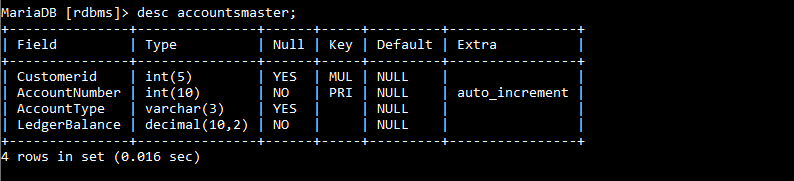 MariaDB [rdbms]> desc accountsmaster;
+---------------+---------------+------+-----+---------+----------------+
| Field         | Type          | Null | Key | Default | Extra          |
+---------------+---------------+------+-----+---------+----------------+
| Customerid    | int(5)        | YES  | MUL | NULL    |                |
| AccountNumber | int(10)       | NO   | PRI | NULL    | auto_increment |
| AccountType   | varchar(3)    | YES  |     | NULL    |                |
| LedgerBalance | decimal(10,2) | NO   |     | NULL    |                |
+---------------+---------------+------+-----+---------+----------------+
4 rows in set (0.016 sec)